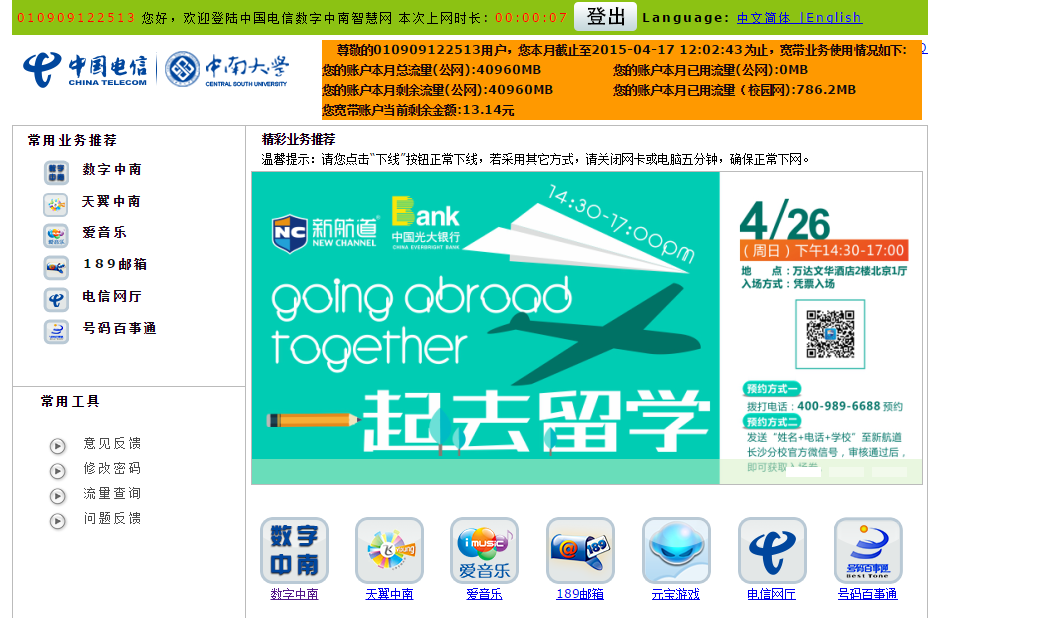 010909122513 您好，欢迎登陆中国电信数字中南智慧网 本次上网时长：00:00:07 登出 Language: 中文简体 |English
中国电信 CHINA TELECOM 中南大学 CENTRAL SOUTH UNIVERSITY
尊敬的010909122513用户，您本月截止至2015-04-17 12:02:43为止，宽带业务使用情况如下:
您的账户本月总流量(公网):40960MB 您的账户本月已用流量(公网):0MB
您的账户本月剩余流量(公网):40960MB 您的账户本月已用流量（校园网):786.2MB
您宽带账户当前剩余金额:13.14元
常用业务推荐
数字中南
天翼中南
爱音乐
189邮箱
电信网厅
号码百事通
常用工具
意见反馈
修改密码
流量查询
问题反馈
精彩业务推荐
温馨提示：请您点击“下线”按钮正常下线，若采用其它方式，请关闭网卡或电脑五分钟，确保正常下网。
NC 新航道 NEW CHANNEL
Bank 中国光大银行 CHINA EVERBRIGHT BANK
14:30-17:00pm
going abroad
together
一起去留学
4/26
（周日）下午14:30-17:00
地 点：万达文华酒店2楼北京1厅
入场方式：凭票入场
预约方式一
拨打电话：400-989-6688 预约
预约方式二
发送“姓名+电话+学校”至新航道
长沙分校官方微信号，审核通过后，
即可获取入场券
数字中南
天翼中南
i music 爱音乐
爱音乐
189
189邮箱
元宝游戏
电信网厅
号码百事通 Best Tone
号码百事通